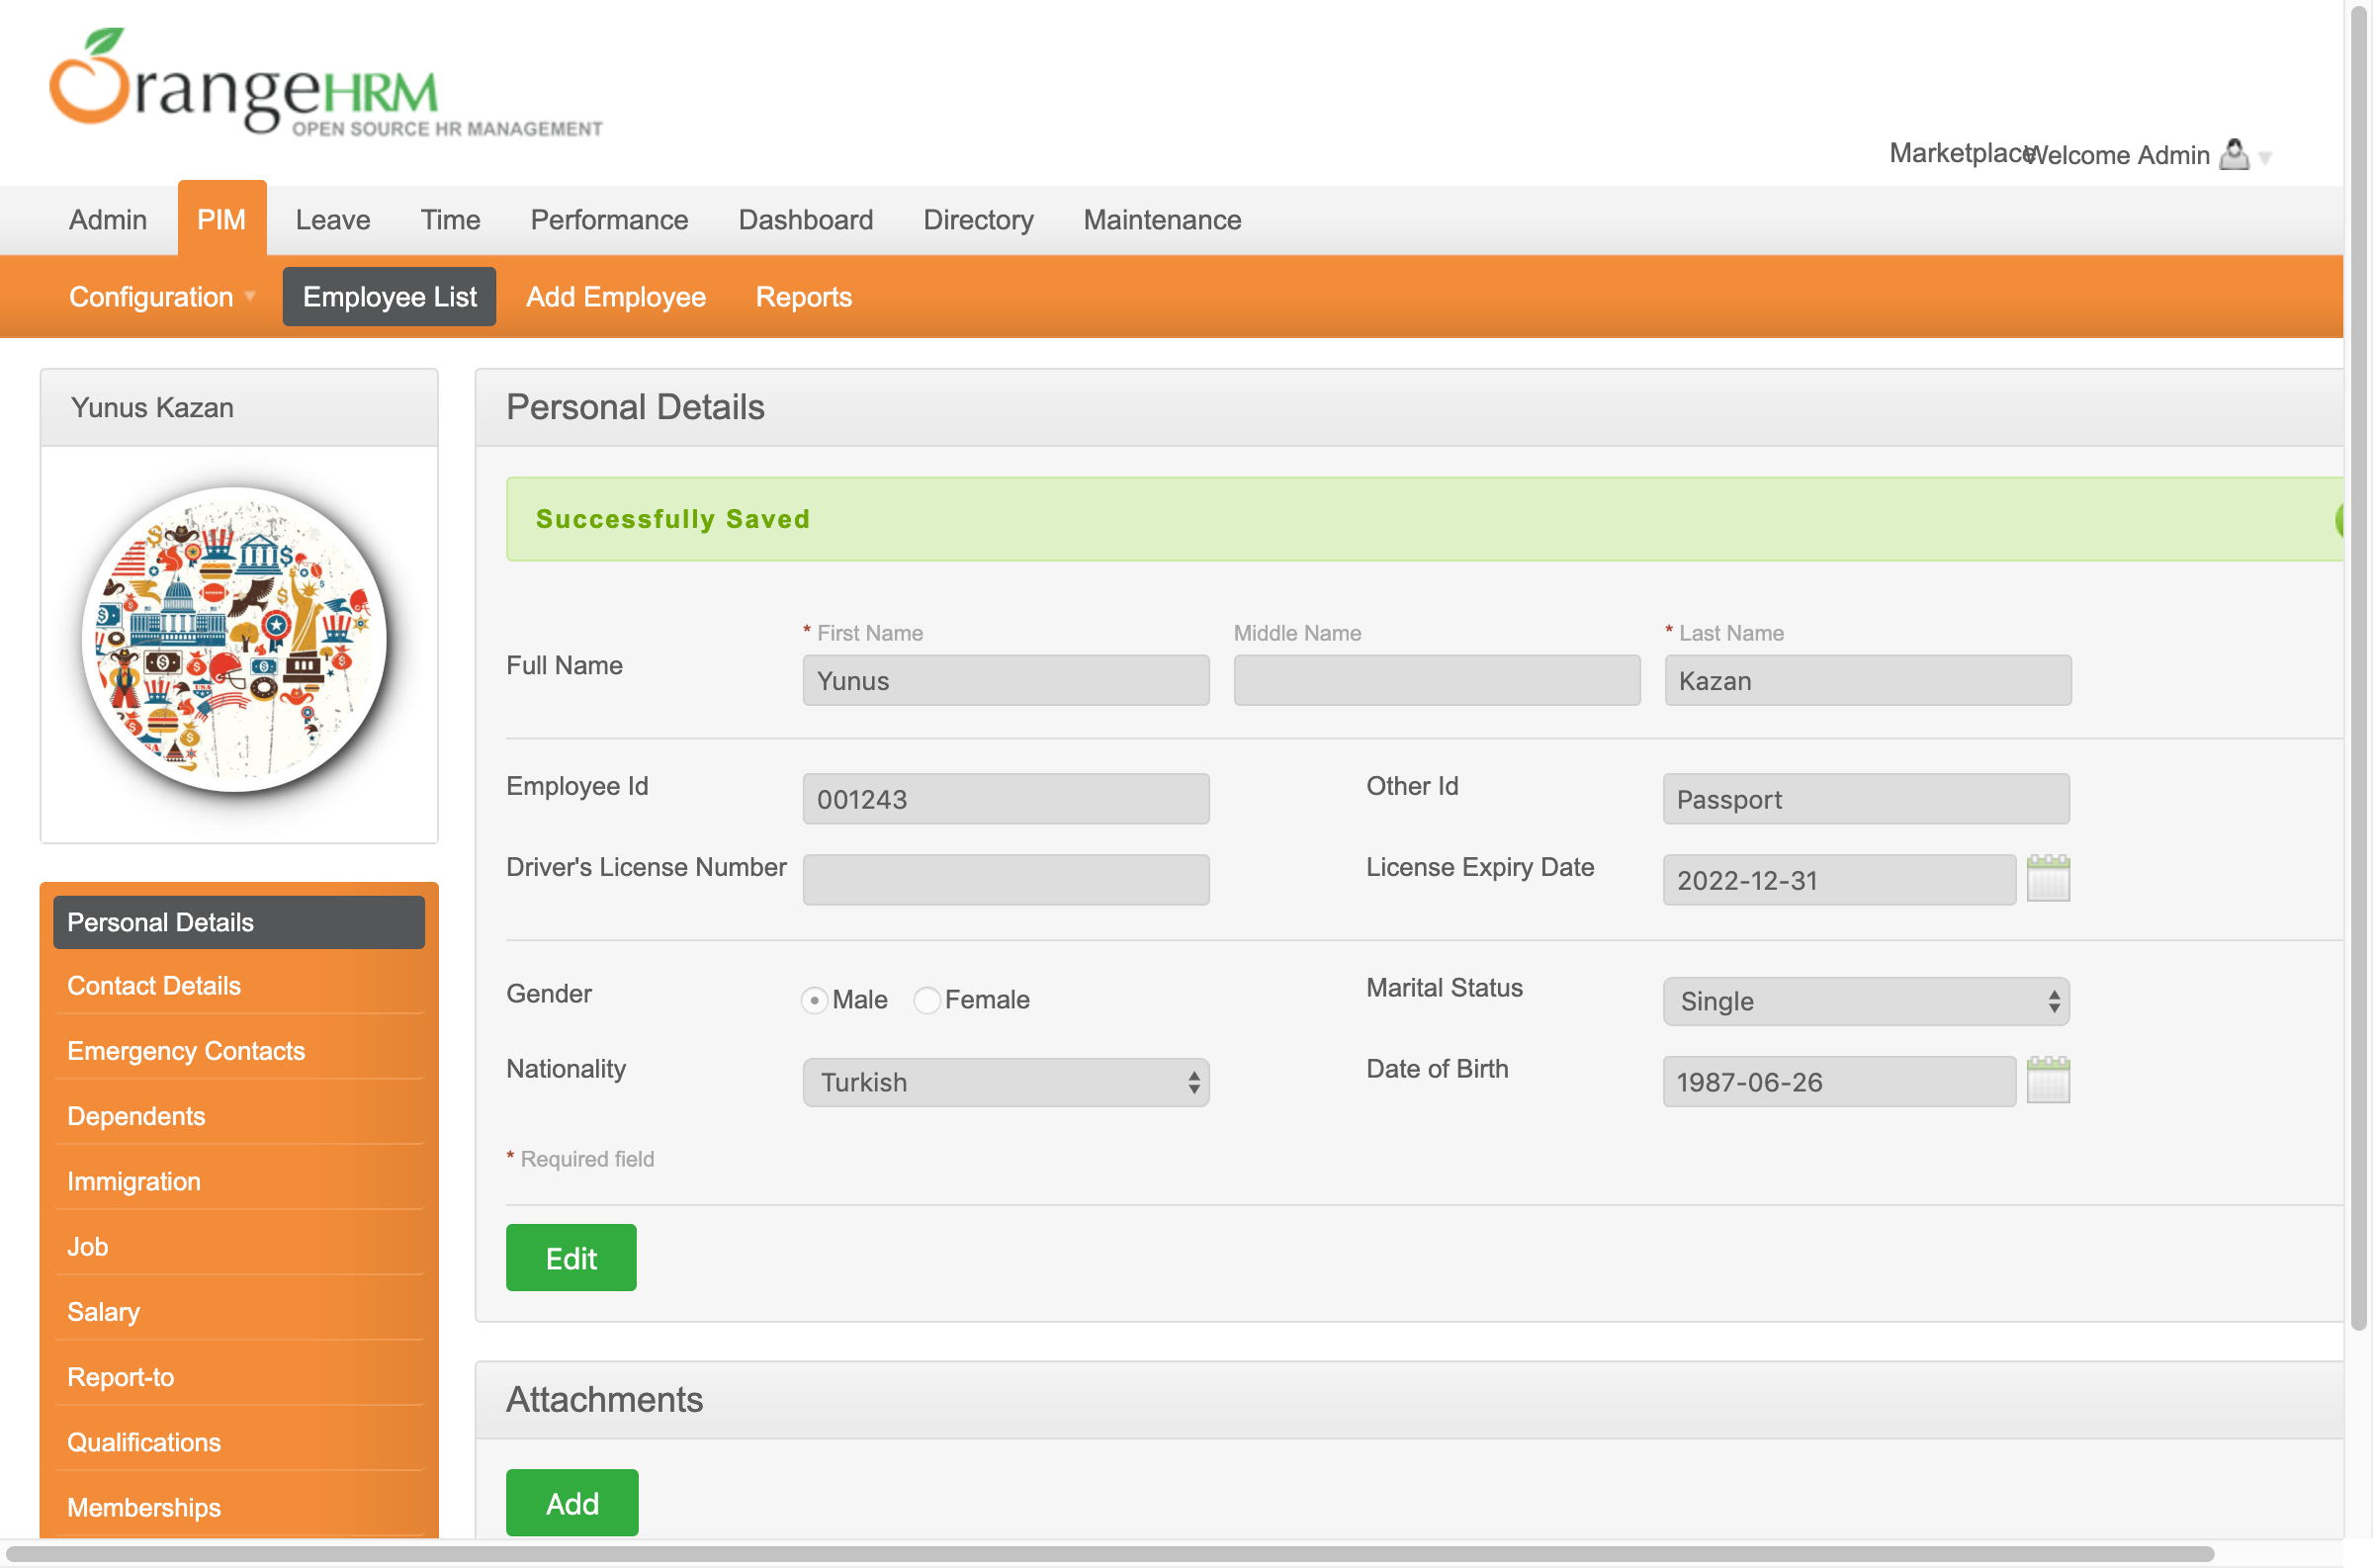 OrangeHRM
OPEN SOURCE HR MANAGEMENT
Marketplace Welcome Admin
Admin PIM Leave Time Performance Dashboard Directory Maintenance
Configuration Employee List Add Employee Reports
Yunus Kazan
Personal Details
Successfully Saved
* First Name Middle Name * Last Name
Full Name Yunus Kazan
Employee Id 001243 Other Id Passport
Driver's License Number License Expiry Date 2022-12-31
Gender Male Female Marital Status Single
Nationality Turkish Date of Birth 1987-06-26
* Required field
Edit
Personal Details
Contact Details
Emergency Contacts
Dependents
Immigration
Job
Salary
Report-to
Qualifications
Memberships
Attachments
Add